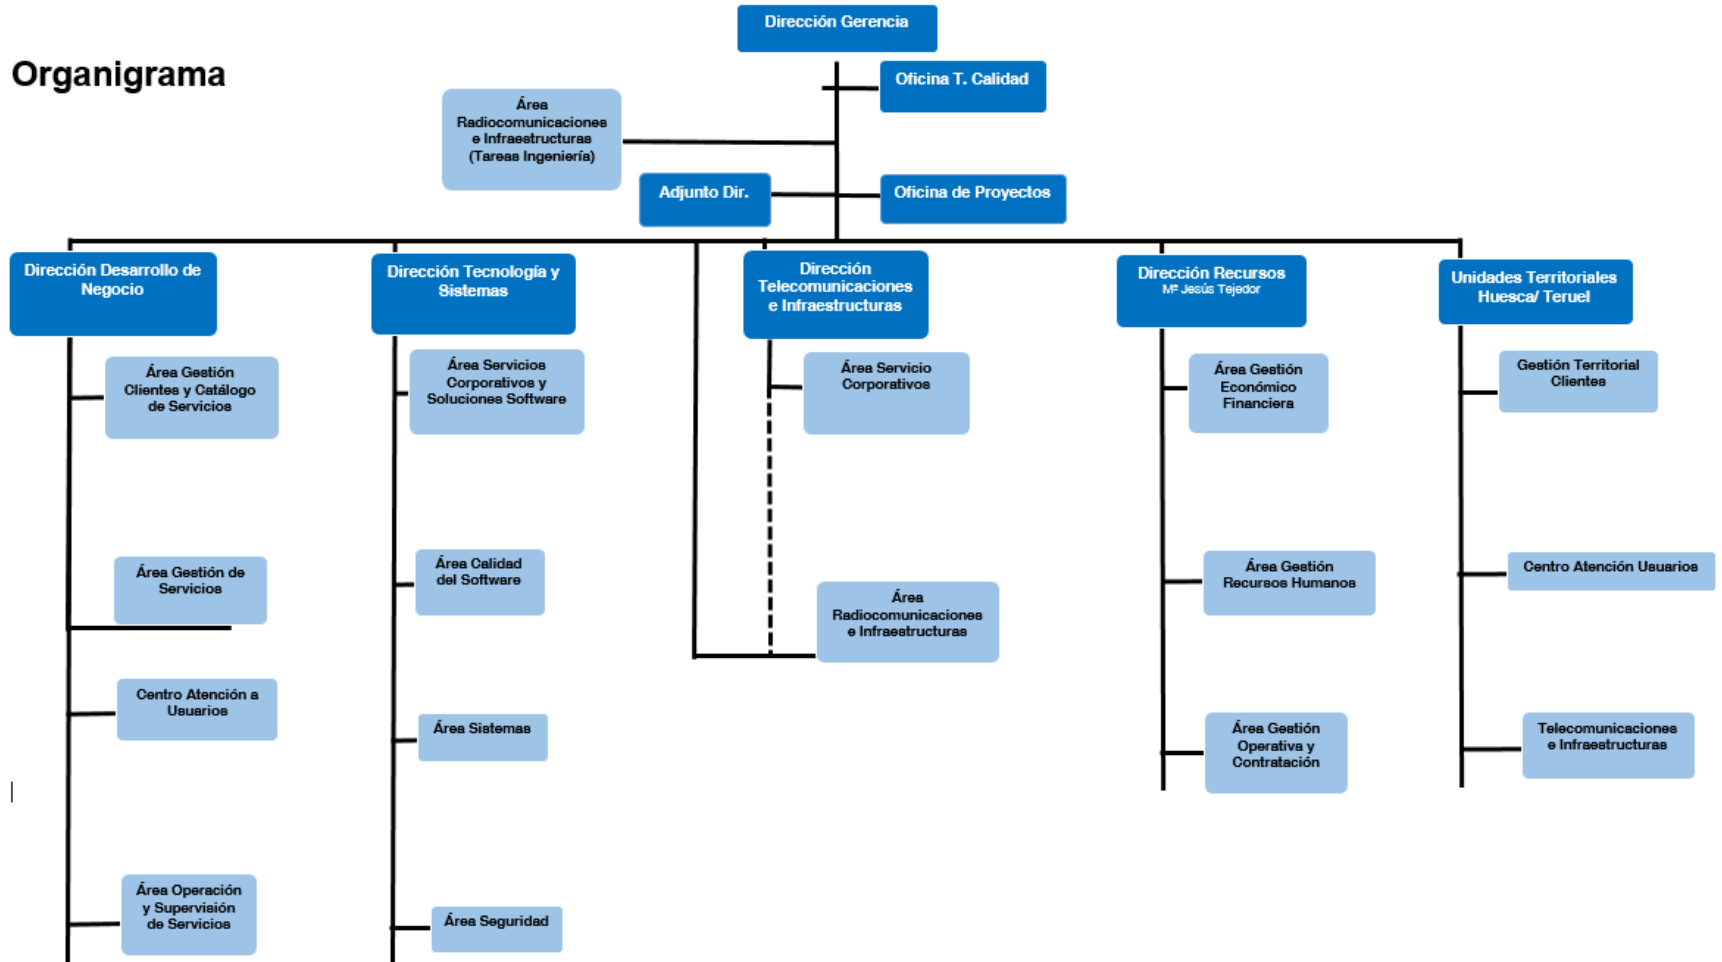 Dirección Gerencia
Organigrama
Oficina T. Calidad
Área
Radiocomunicaciones
e Infraestructuras
(Tareas Ingeniería)
Adjunto Dir.
Oficina de Proyectos
Dirección Desarrollo de
Negocio
Área Gestión
Clientes y Catálogo
de Servicios
Área Gestión de
Servicios
Centro Atención a
Usuarios
Área Operación
y Supervisión
de Servicios
Dirección Tecnología y
Sistemas
Área Servicios
Corporativos y
Soluciones Software
Área Calidad
del Software
Área Sistemas
Área Seguridad
Dirección
Telecomunicaciones
e Infraestructuras
Área Servicio
Corporativos
Área
Radiocomunicaciones
e Infraestructuras
Dirección Recursos
Mª Jesús Tejedor
Área Gestión
Económico
Financiera
Área Gestión
Recursos Humanos
Área Gestión
Operativa y
Contratación
Unidades Territoriales
Huesca/ Teruel
Gestión Territorial
Clientes
Centro Atención Usuarios
Telecomunicaciones
e Infraestructuras